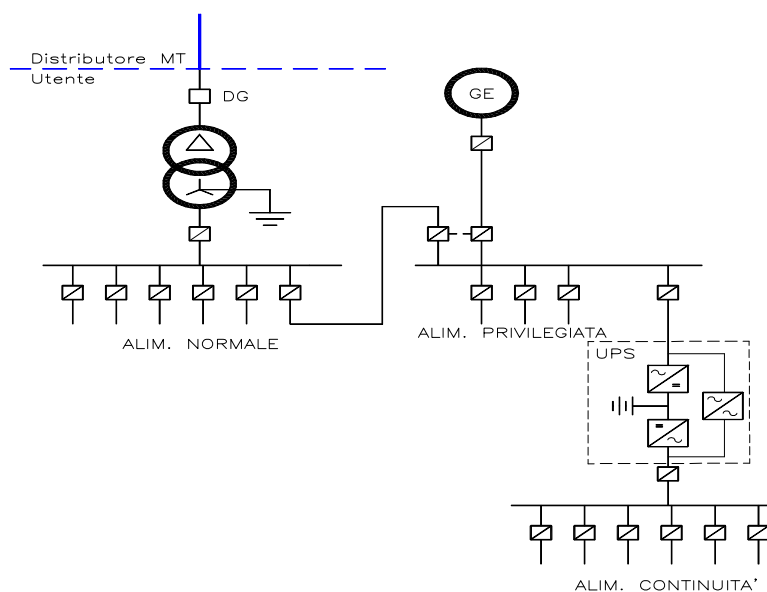 Distributore MT
Utente
DG
GE
ALIM. NORMALE
ALIM. PRIVILEGIATA
UPS
ALIM. CONTINUITA'